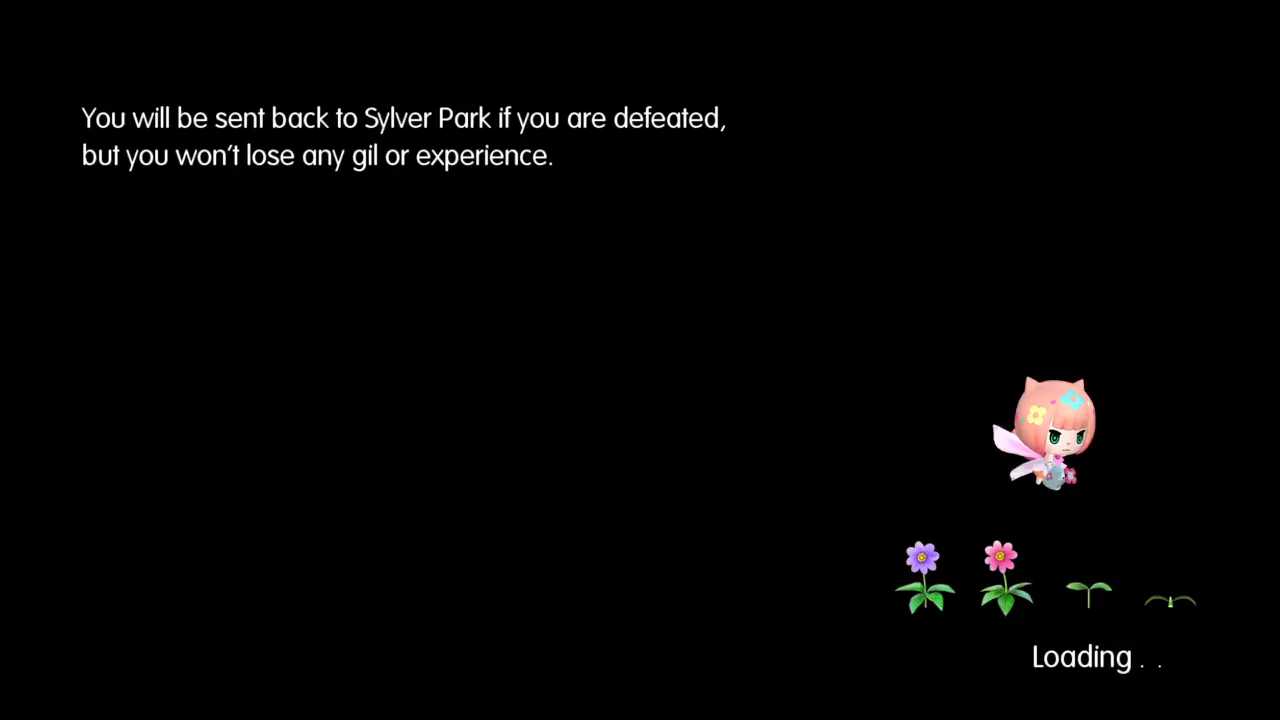 You will be sent back to Sylver Park if you are defeated,
but you won't lose any gil or experience.
Loading . .